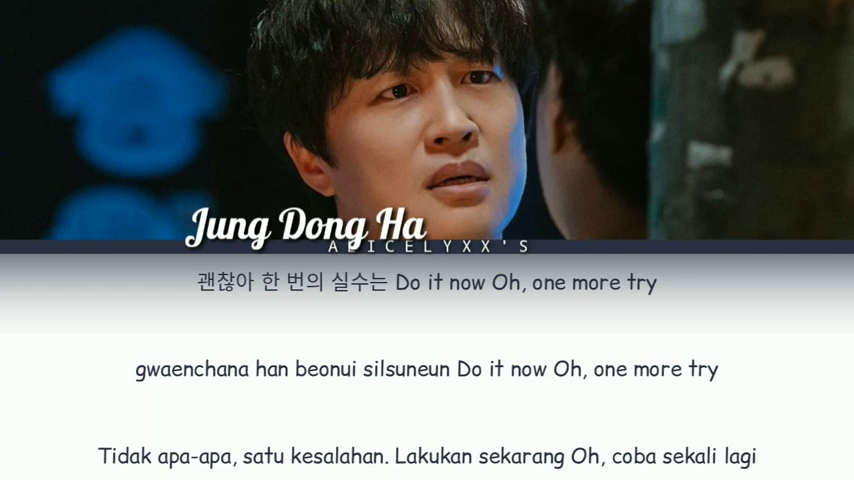 Jung Dong Ha
ALICELYXX'S
괜찮아 한 번의 실수는 Do it now Oh, one more try
gwaenchana han beonui silsuneun Do it now Oh, one more try
Tidak apa-apa, satu kesalahan. Lakukan sekarang Oh, coba sekali lagi